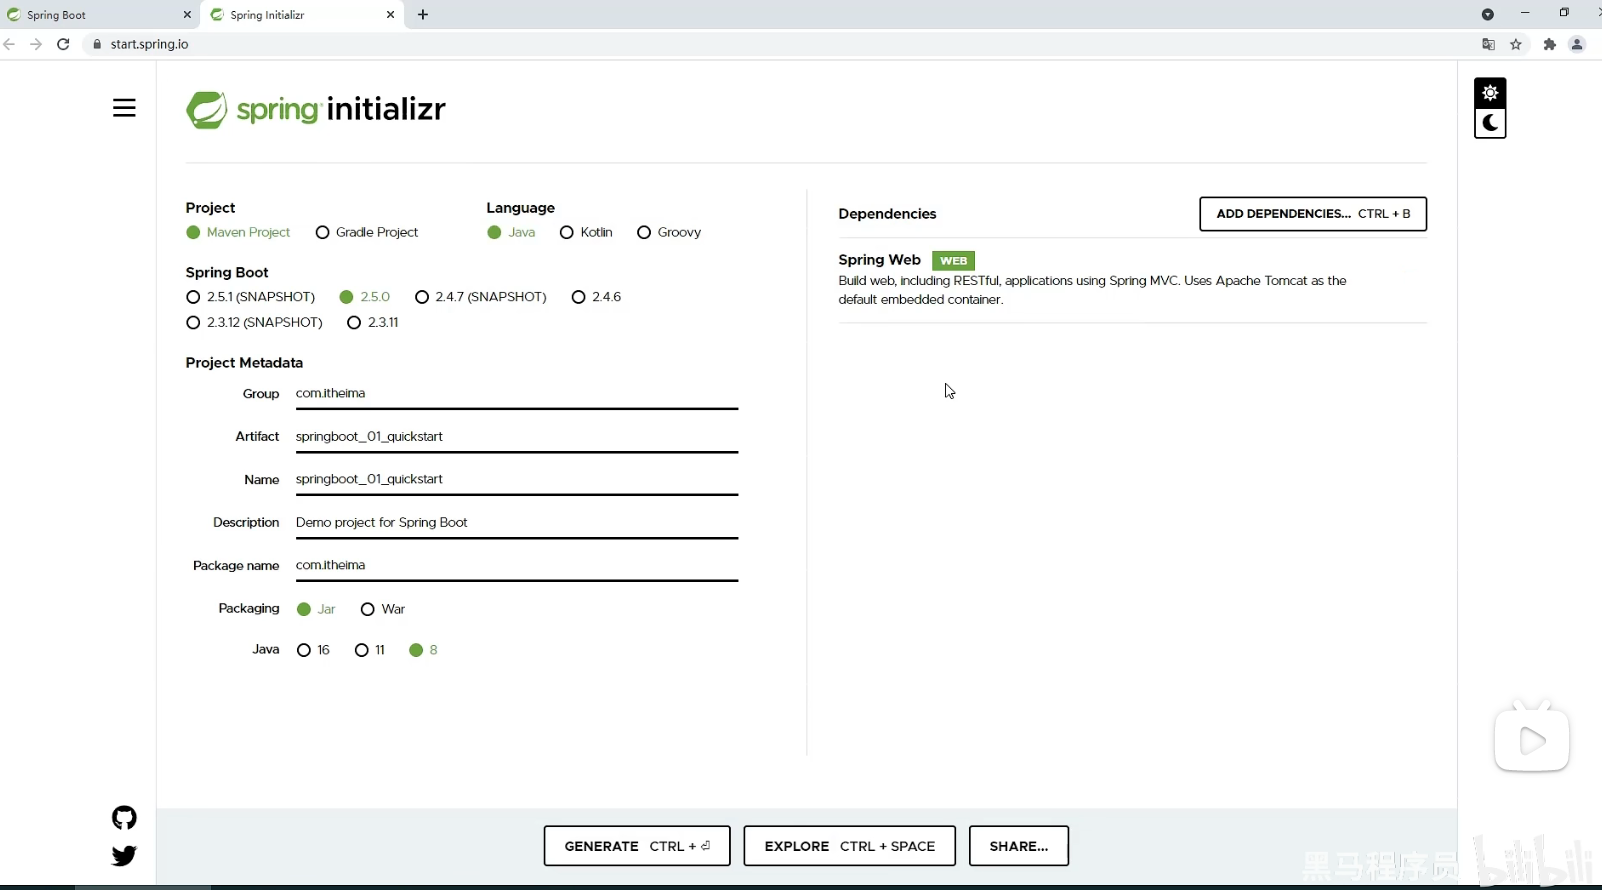 Spring Boot
Spring Initializr
start.spring.io
spring initializr
Project
Maven Project Gradle Project
Language
Java Kotlin Groovy
Spring Boot
2.5.1 (SNAPSHOT) 2.5.0 2.4.7 (SNAPSHOT) 2.4.6
2.3.12 (SNAPSHOT) 2.3.11
Project Metadata
Group com.itheima
Artifact springboot_01_quickstart
Name springboot_01_quickstart
Description Demo project for Spring Boot
Package name com.itheima
Packaging Jar War
Java 16 11 8
Dependencies
ADD DEPENDENCIES... CTRL + B
Spring Web WEB
Build web, including RESTful, applications using Spring MVC. Uses Apache Tomcat as the
default embedded container.
GENERATE CTRL + ⏎
EXPLORE CTRL + SPACE
SHARE...
黑马程序员
bilibili